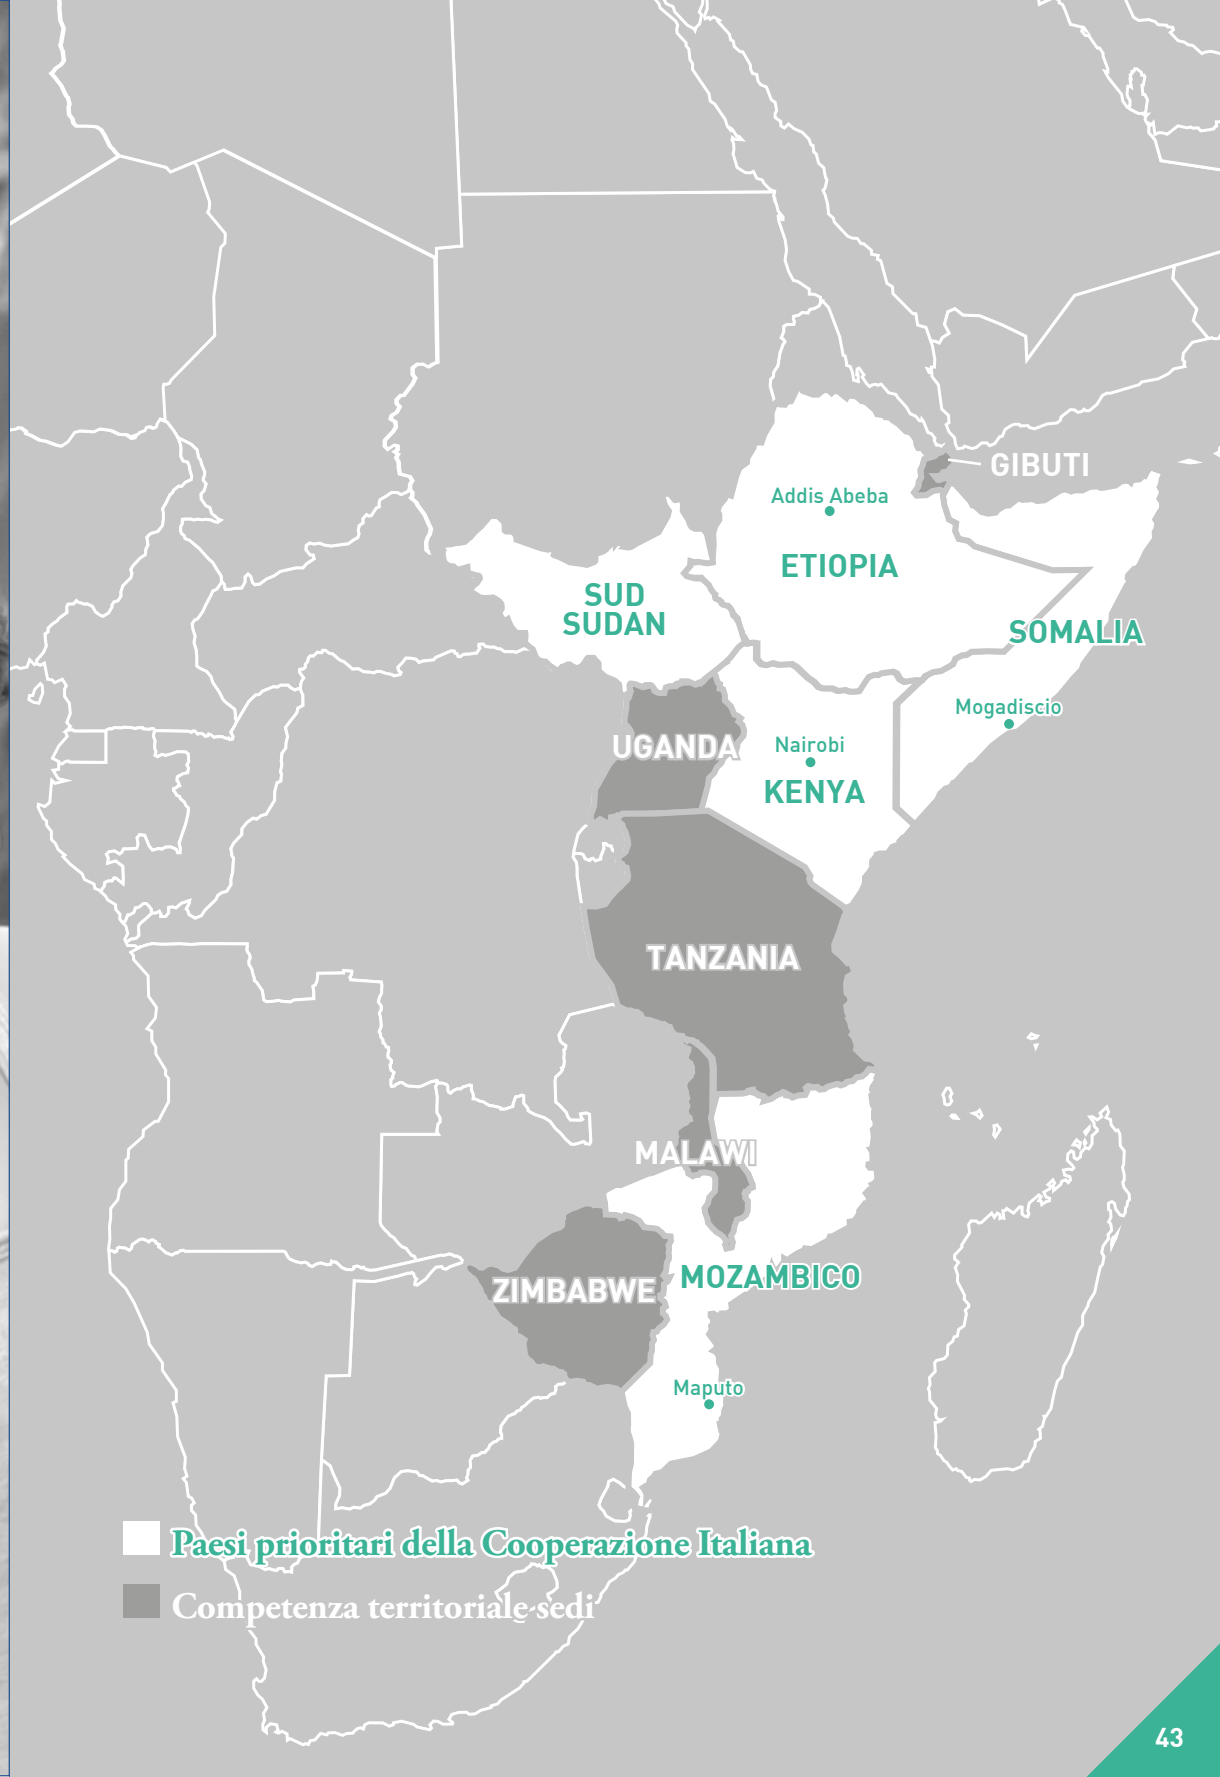 GIBUTI
Addis Abeba
ETIOPIA
SUD
SUDAN
SOMALIA
Mogadiscio
UGANDA
Nairobi
KENYA
TANZANIA
MALAWI
MOZAMBICO
ZIMBABWE
Maputo
Paesi prioritari della Cooperazione Italiana
Competenza territoriale sedi
43